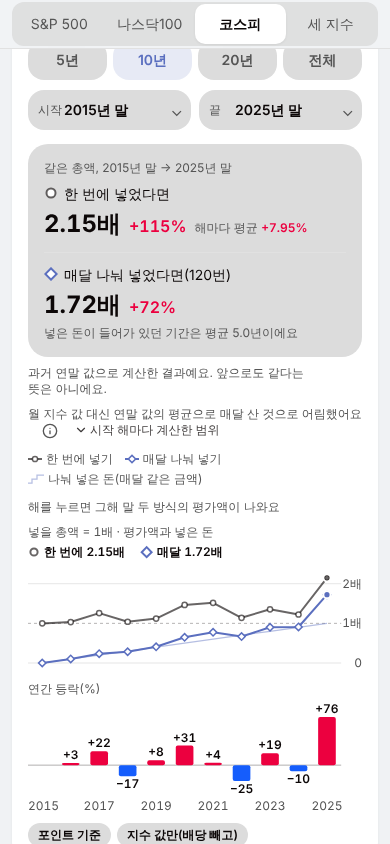 S&P 500 나스닥100 코스피 세 지수
5년 10년 20년 전체
시작 2015년 말 끝 2025년 말
같은 총액, 2015년 말 → 2025년 말
한 번에 넣었다면
2.15배 +115% 해마다 평균 +7.95%
매달 나눠 넣었다면(120번)
1.72배 +72%
넣은 돈이 들어가 있던 기간은 평균 5.0년이에요
과거 연말 값으로 계산한 결과예요. 앞으로도 같다는
뜻은 아니에요.
월 지수 값 대신 연말 값의 평균으로 매달 산 것으로 어림했어요
시작 해마다 계산한 범위
한 번에 넣기 매달 나눠 넣기
나눠 넣은 돈(매달 같은 금액)
해를 누르면 그해 말 두 방식의 평가액이 나와요
넣을 총액 = 1배 · 평가액과 넣은 돈
한 번에 2.15배 매달 1.72배
2배
1배
0
연간 등락(%)
+3 +22 −17 +8 +31 +4 −25 +19 −10 +76
2015 2017 2019 2021 2023 2025
포인트 기준 지수 값만(배당 빼고)